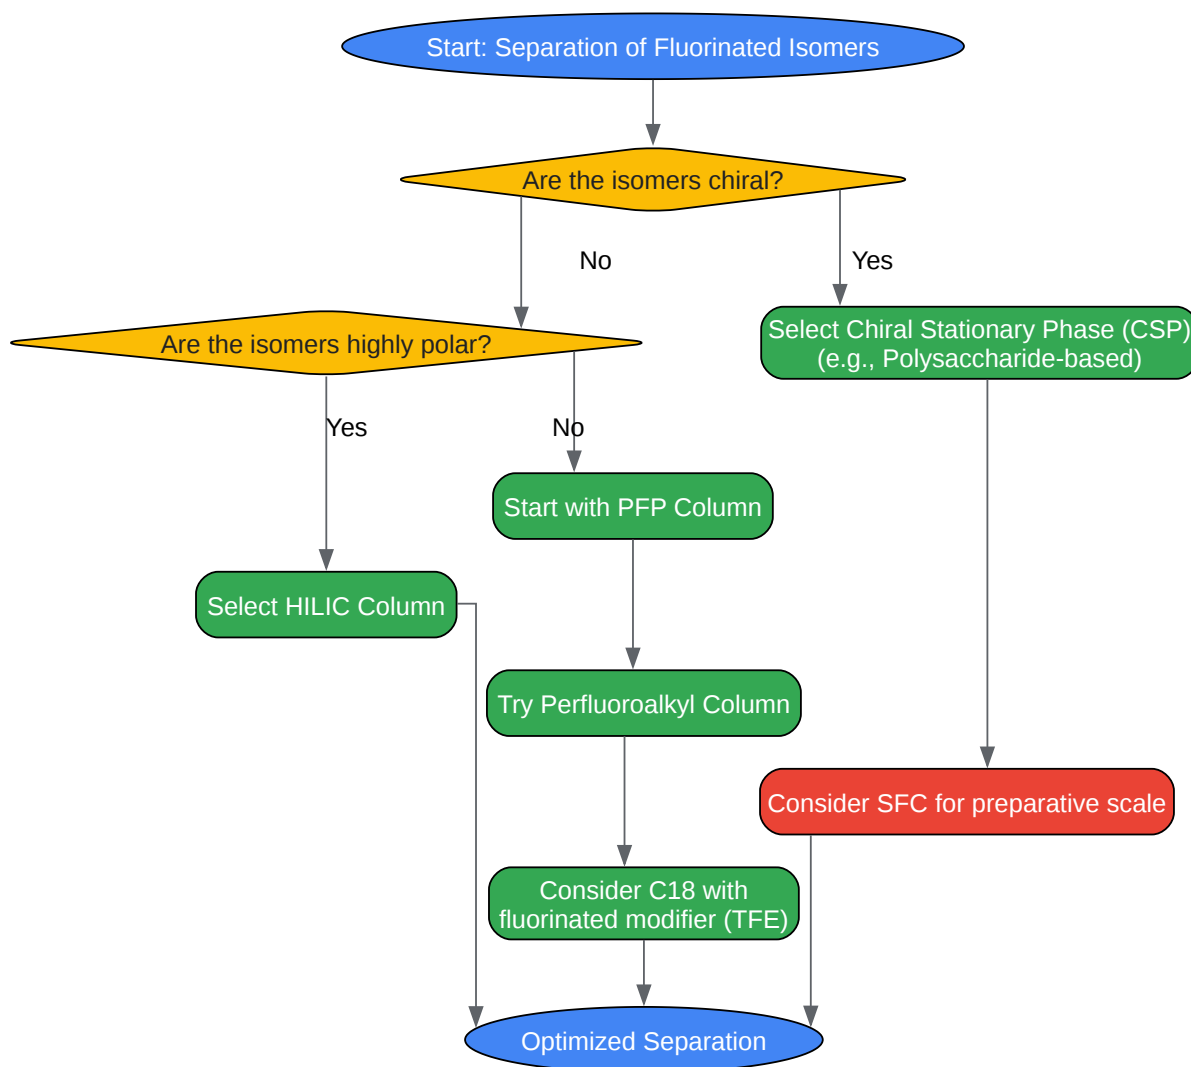 Start: Separation of Fluorinated Isomers
Are the isomers chiral?
No
Yes
Are the isomers highly polar?
Select Chiral Stationary Phase (CSP)
(e.g., Polysaccharide-based)
Yes
No
Start with PFP Column
Select HILIC Column
Try Perfluoroalkyl Column
Consider SFC for preparative scale
Consider C18 with
fluorinated modifier (TFE)
Optimized Separation